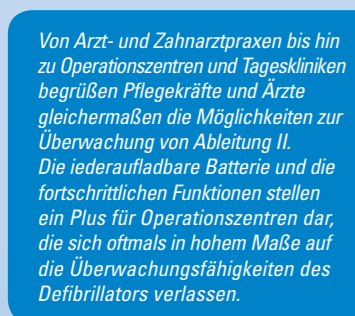 Von Arzt- und Zahnarztpraxen bis hin
zu Operationszentren und Tageskliniken
begrüßen Pflegekräfte und Ärzte
gleichermaßen die Möglichkeiten zur
Überwachung von Ableitung II.
Die iederaufladbare Batterie und die
fortschrittlichen Funktionen stellen
ein Plus für Operationszentren dar,
die sich oftmals in hohem Maße auf
die Überwachungsfähigkeiten des
Defibrillators verlassen.